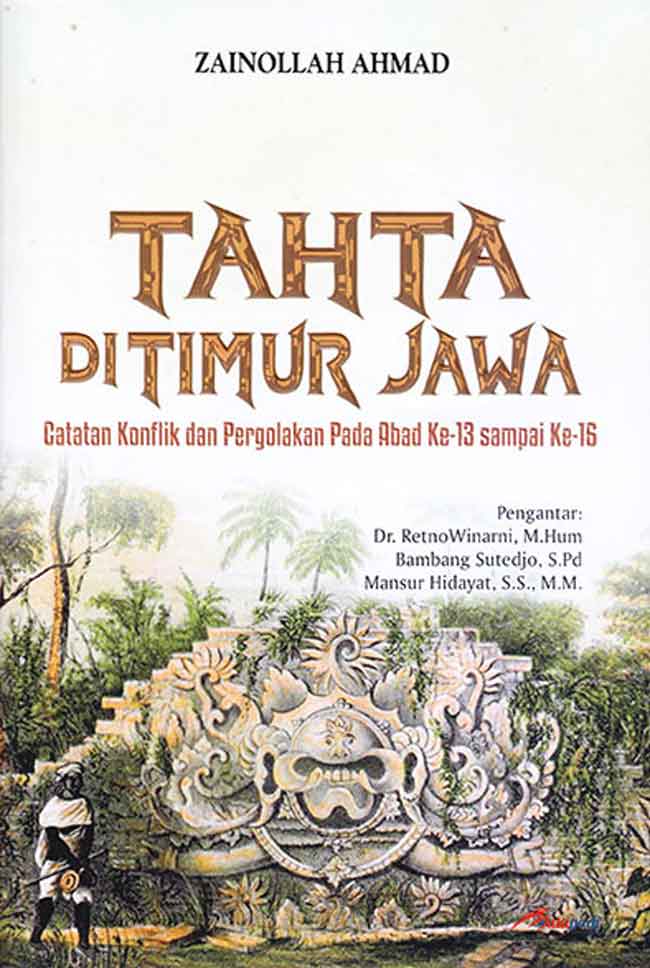 ZAINOLLAH AHMAD
TAHTA
DI TIMUR JAWA
Catatan Konflik dan Pergolakan Pada Abad Ke-13 sampai Ke-16
Pengantar:
Dr. RetnoWinarni, M.Hum
Bambang Sutedjo, S.Pd
Mansur Hidayat, S.S., M.M.